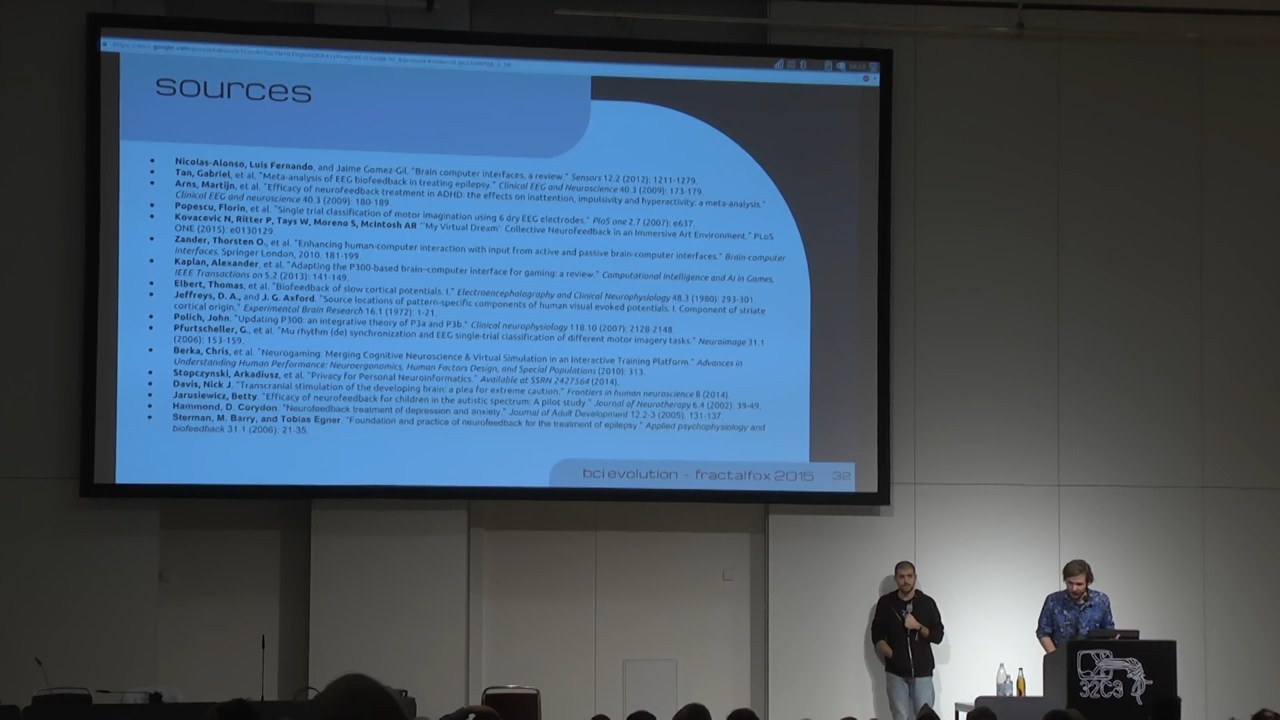 sources
• Nicolas-Alonso, Luis Fernando, and Jaime Gomez-Gil. "Brain computer interfaces, a review." Sensors 12.2 (2012): 1211-1279.
• Tan, Gabriel, et al. "Meta-analysis of EEG biofeedback in treating epilepsy." Clinical EEG and Neuroscience 40.3 (2009): 173-179.
• Arns, Martijn, et al. "Efficacy of neurofeedback treatment in ADHD: the effects on inattention, impulsivity and hyperactivity: a meta-analysis."
Clinical EEG and neuroscience 40.3 (2009): 180-189.
• Popescu, Florin, et al. "Single trial classification of motor imagination using 6 dry EEG electrodes." PloS one 2.7 (2007): e637.
• Kovacevic N, Ritter P, Tays W, Moreno S, McIntosh AR "'My Virtual Dream': Collective Neurofeedback in an Immersive Art Environment." PLoS
ONE (2015): e0130129.
• Zander, Thorsten O., et al. "Enhancing human-computer interaction with input from active and passive brain-computer interfaces." Brain-computer
interfaces. Springer London, 2010. 181-199.
• Kaplan, Alexander, et al. "Adapting the P300-based brain–computer interface for gaming: a review." Computational Intelligence and AI in Games,
IEEE Transactions on 5.2 (2013): 141-149.
• Elbert, Thomas, et al. "Biofeedback of slow cortical potentials. I." Electroencephalography and Clinical Neurophysiology 48.3 (1980): 293-301.
• Jeffreys, D. A., and J. G. Axford. "Source locations of pattern-specific components of human visual evoked potentials. I. Component of striate
cortical origin." Experimental Brain Research 16.1 (1972): 1-21.
• Polich, John. "Updating P300: an integrative theory of P3a and P3b." Clinical neurophysiology 118.10 (2007): 2128-2148.
• Pfurtscheller, G., et al. "Mu rhythm (de) synchronization and EEG single-trial classification of different motor imagery tasks." Neuroimage 31.1
(2006): 153-159.
• Berka, Chris, et al. "Neurogaming: Merging Cognitive Neuroscience & Virtual Simulation in an Interactive Training Platform." Advances in
Understanding Human Performance: Neuroergonomics, Human Factors Design, and Special Populations (2010): 313.
• Stopczynski, Arkadiusz, et al. "Privacy for Personal Neuroinformatics." Available at SSRN 2427564 (2014).
• Davis, Nick J. "Transcranial stimulation of the developing brain: a plea for extreme caution." Frontiers in human neuroscience 8 (2014).
• Jarusiewicz, Betty. "Efficacy of neurofeedback for children in the autistic spectrum: A pilot study." Journal of Neurotherapy 6.4 (2002): 39-49.
• Hammond, D. Corydon. "Neurofeedback treatment of depression and anxiety." Journal of Adult Development 12.2-3 (2005): 131-137.
• Sterman, M. Barry, and Tobias Egner. "Foundation and practice of neurofeedback for the treatment of epilepsy." Applied psychophysiology and
biofeedback 31.1 (2006): 21-35.
bci evolution - fractalfox 2015 32
32C3